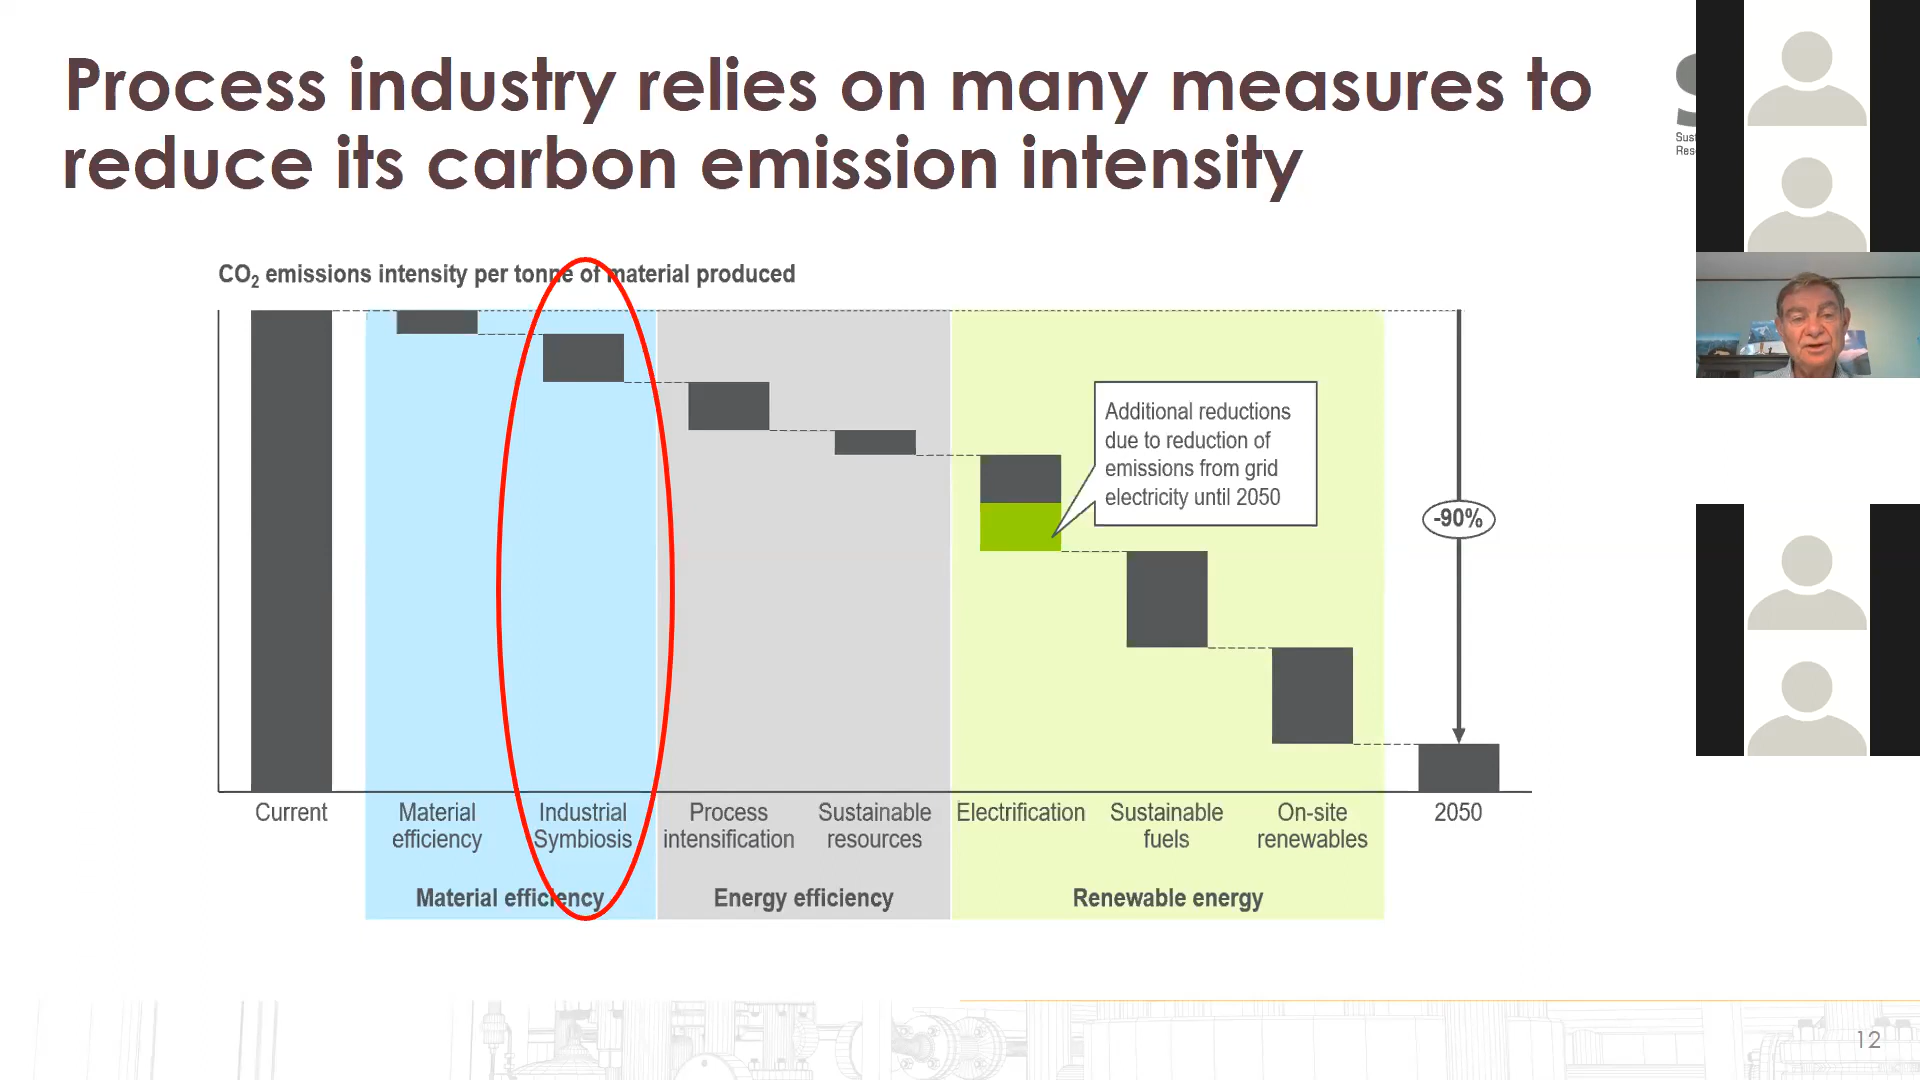 Process industry relies on many measures to
reduce its carbon emission intensity
CO₂ emissions intensity per tonne of material produced
Additional reductions
due to reduction of
emissions from grid
electricity until 2050
-90%
Current
Material
efficiency
Industrial
Symbiosis
Process
intensification
Sustainable
resources
Electrification
Sustainable
fuels
On-site
renewables
2050
Material efficiency
Energy efficiency
Renewable energy
12